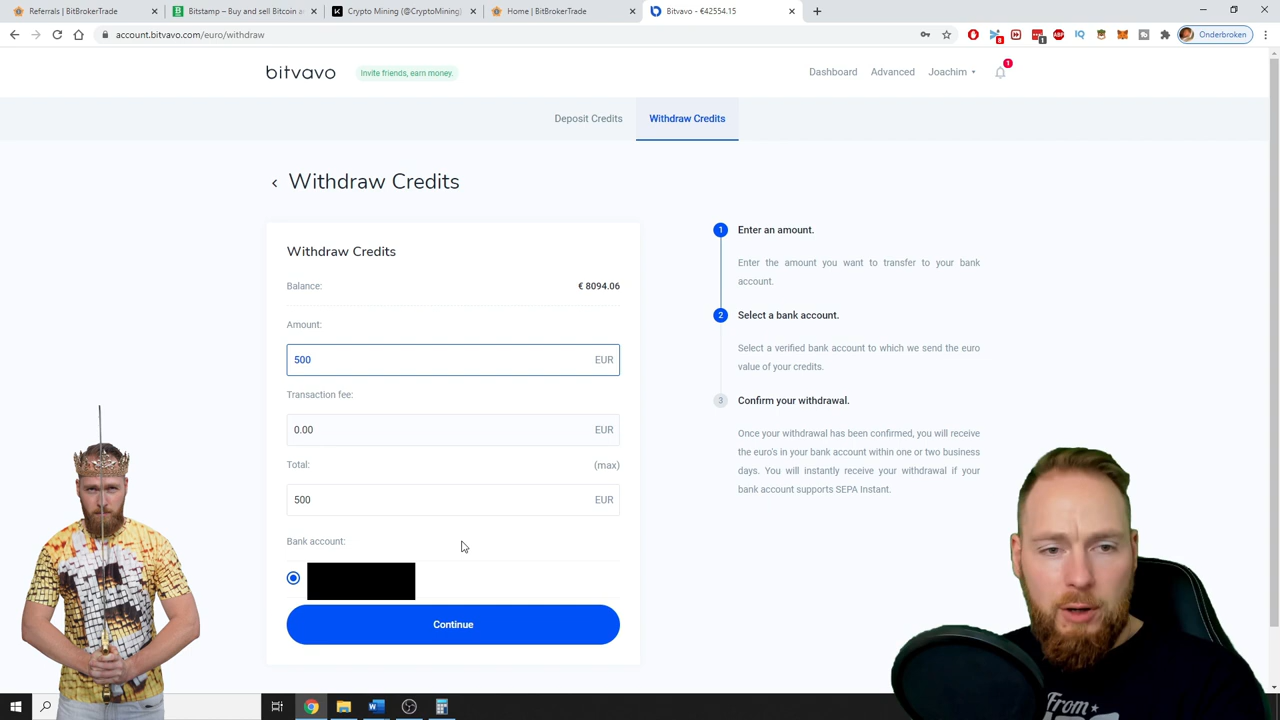 Referrals | BitBrokerTrade
Bitstamp – Buy and sell Bitcoin a
Crypto Mining (@CryptoMining)
Home | BitBrokerTrade
Bitvavo - €42554.15
account.bitvavo.com/euro/withdraw
8
1
ABP
IQ
Onderbroken
bitvavo
Invite friends, earn money.
Dashboard
Advanced
Joachim
1
Deposit Credits
Withdraw Credits
Withdraw Credits
Withdraw Credits
Balance:
€ 8094.06
Amount:
500 EUR
Transaction fee:
0.00 EUR
Total:
(max)
500 EUR
Bank account:
Continue
1 Enter an amount.
Enter the amount you want to transfer to your bank
account.
2 Select a bank account.
Select a verified bank account to which we send the euro
value of your credits.
3 Confirm your withdrawal.
Once your withdrawal has been confirmed, you will receive
the euro's in your bank account within one or two business
days. You will instantly receive your withdrawal if your
bank account supports SEPA Instant.
From